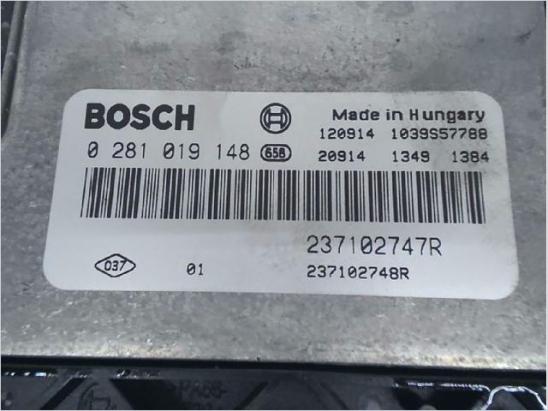 BOSCH Made in Hungary
120914 1039S57788
0 281 019 148 658 20914 1349 1384
237102747R
037 01 237102748R